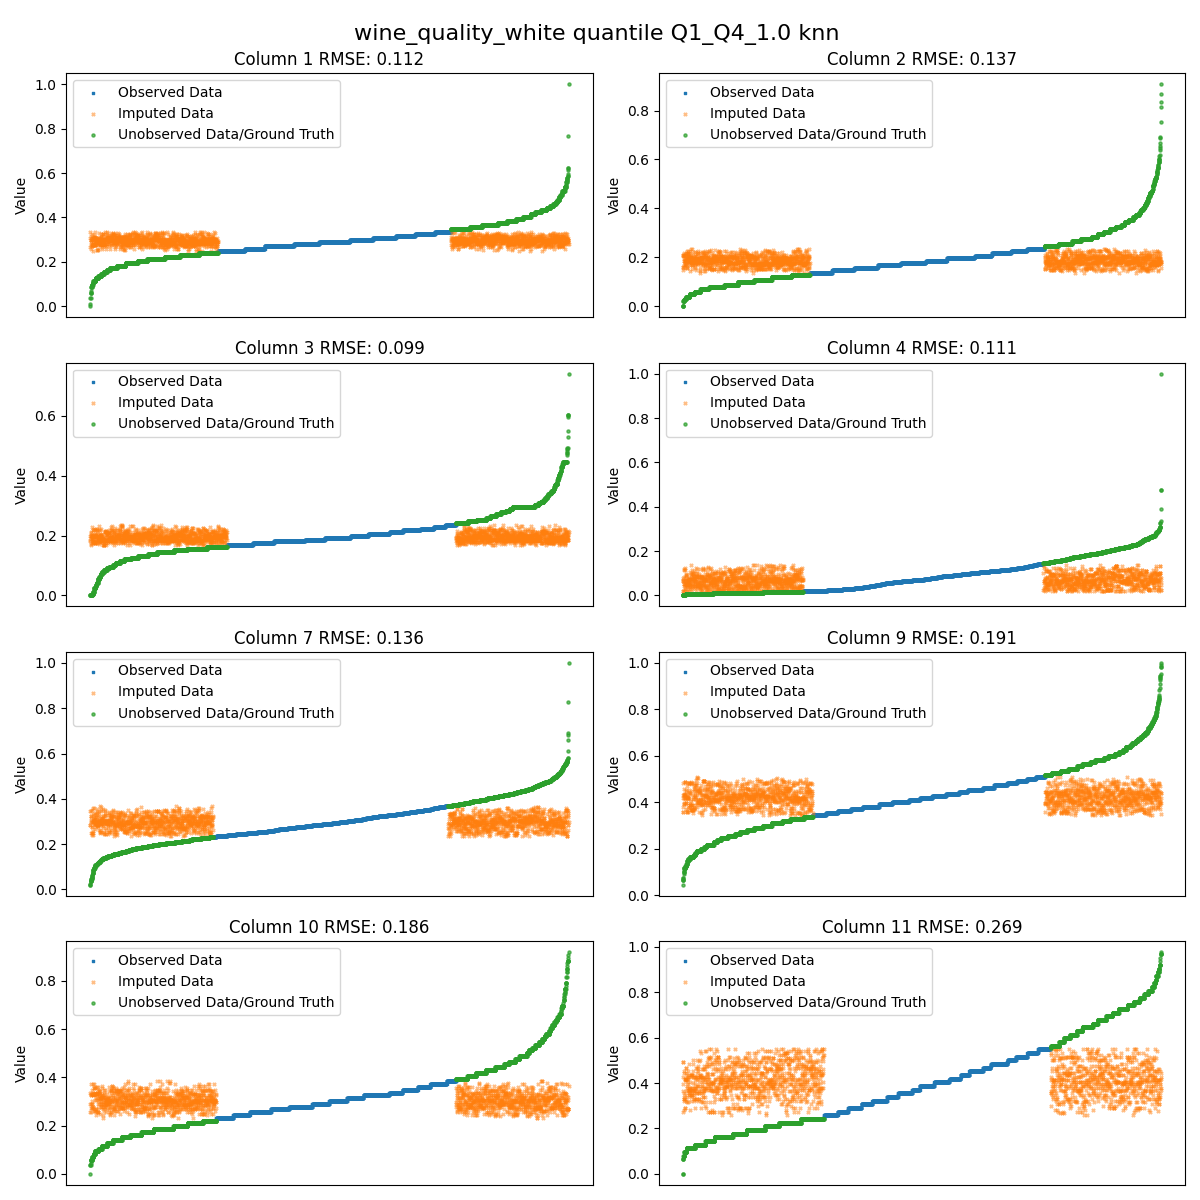 wine_quality_white quantile Q1_Q4_1.0 knn
Column 1 RMSE: 0.112
Value
1.0
0.8
0.6
0.4
0.2
0.0
Observed Data
Imputed Data
Unobserved Data/Ground Truth
Column 2 RMSE: 0.137
Value
0.8
0.6
0.4
0.2
0.0
Observed Data
Imputed Data
Unobserved Data/Ground Truth
Column 3 RMSE: 0.099
Value
0.6
0.4
0.2
0.0
Observed Data
Imputed Data
Unobserved Data/Ground Truth
Column 4 RMSE: 0.111
Value
1.0
0.8
0.6
0.4
0.2
0.0
Observed Data
Imputed Data
Unobserved Data/Ground Truth
Column 7 RMSE: 0.136
Value
1.0
0.8
0.6
0.4
0.2
0.0
Observed Data
Imputed Data
Unobserved Data/Ground Truth
Column 9 RMSE: 0.191
Value
1.0
0.8
0.6
0.4
0.2
0.0
Observed Data
Imputed Data
Unobserved Data/Ground Truth
Column 10 RMSE: 0.186
Value
0.8
0.6
0.4
0.2
0.0
Observed Data
Imputed Data
Unobserved Data/Ground Truth
Column 11 RMSE: 0.269
Value
1.0
0.8
0.6
0.4
0.2
0.0
Observed Data
Imputed Data
Unobserved Data/Ground Truth